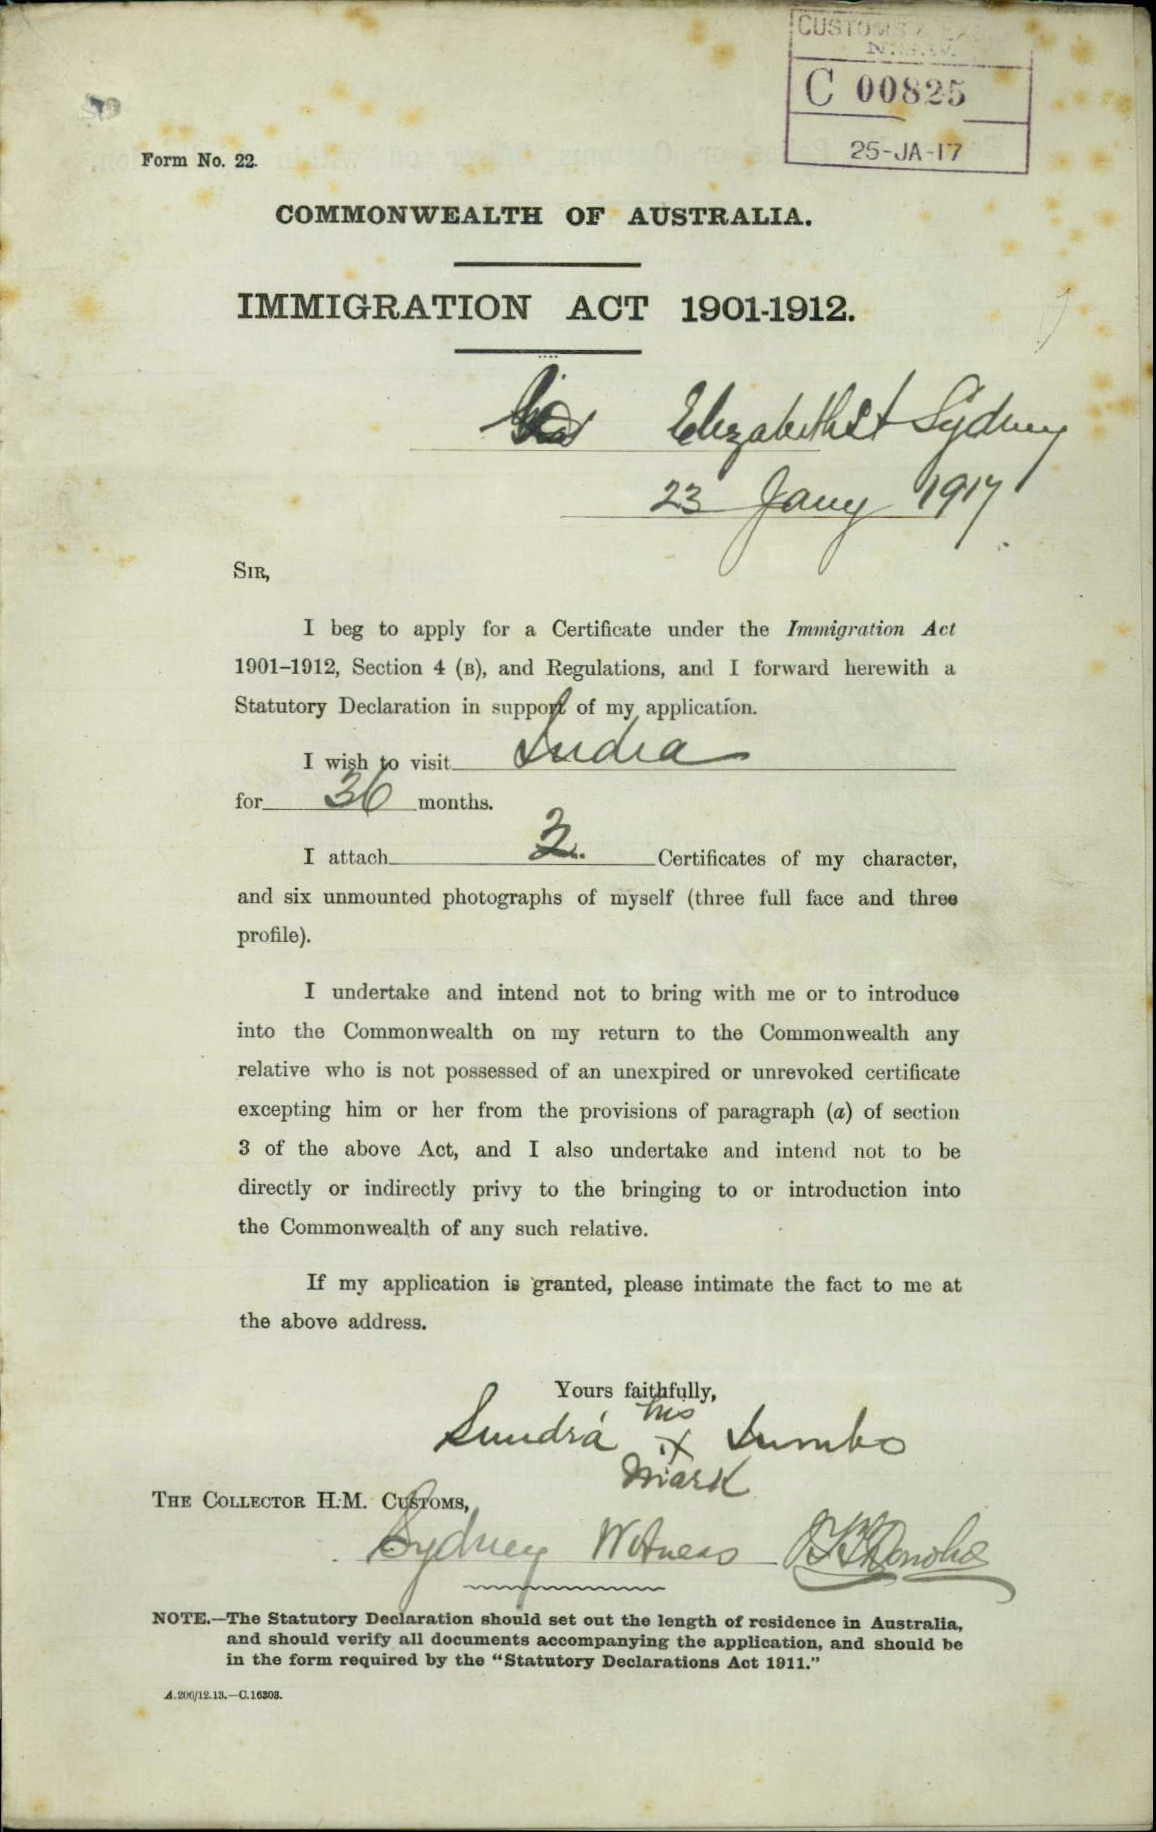 CUSTOMS &
N.S.W.
C 00825
25-JA-17
Form No. 22.
COMMONWEALTH OF AUSTRALIA.
IMMIGRATION ACT 1901-1912.
Elizabeth St Sydney
23 Jany 1917
SIR,
I beg to apply for a Certificate under the Immigration Act
1901–1912, Section 4 (B), and Regulations, and I forward herewith a
Statutory Declaration in support of my application.
I wish to visit India
for 36 months.
I attach Certificates of my character,
and six unmounted photographs of myself (three full face and three
profile).
I undertake and intend not to bring with me or to introduce
into the Commonwealth on my return to the Commonwealth any
relative who is not possessed of an unexpired or unrevoked certificate
excepting him or her from the provisions of paragraph (a) of section
3 of the above Act, and I also undertake and intend not to be
directly or indirectly privy to the bringing to or introduction into
the Commonwealth of any such relative.
If my application is granted, please intimate the fact to me at
the above address.
Yours faithfully,
his
Sundra X Jumbo
mark
THE COLLECTOR H.M. CUSTOMS,
Sydney Witness Donohoe
NOTE.—The Statutory Declaration should set out the length of residence in Australia,
and should verify all documents accompanying the application, and should be
in the form required by the “Statutory Declarations Act 1911.”
A.200/12.13.—C.16303.